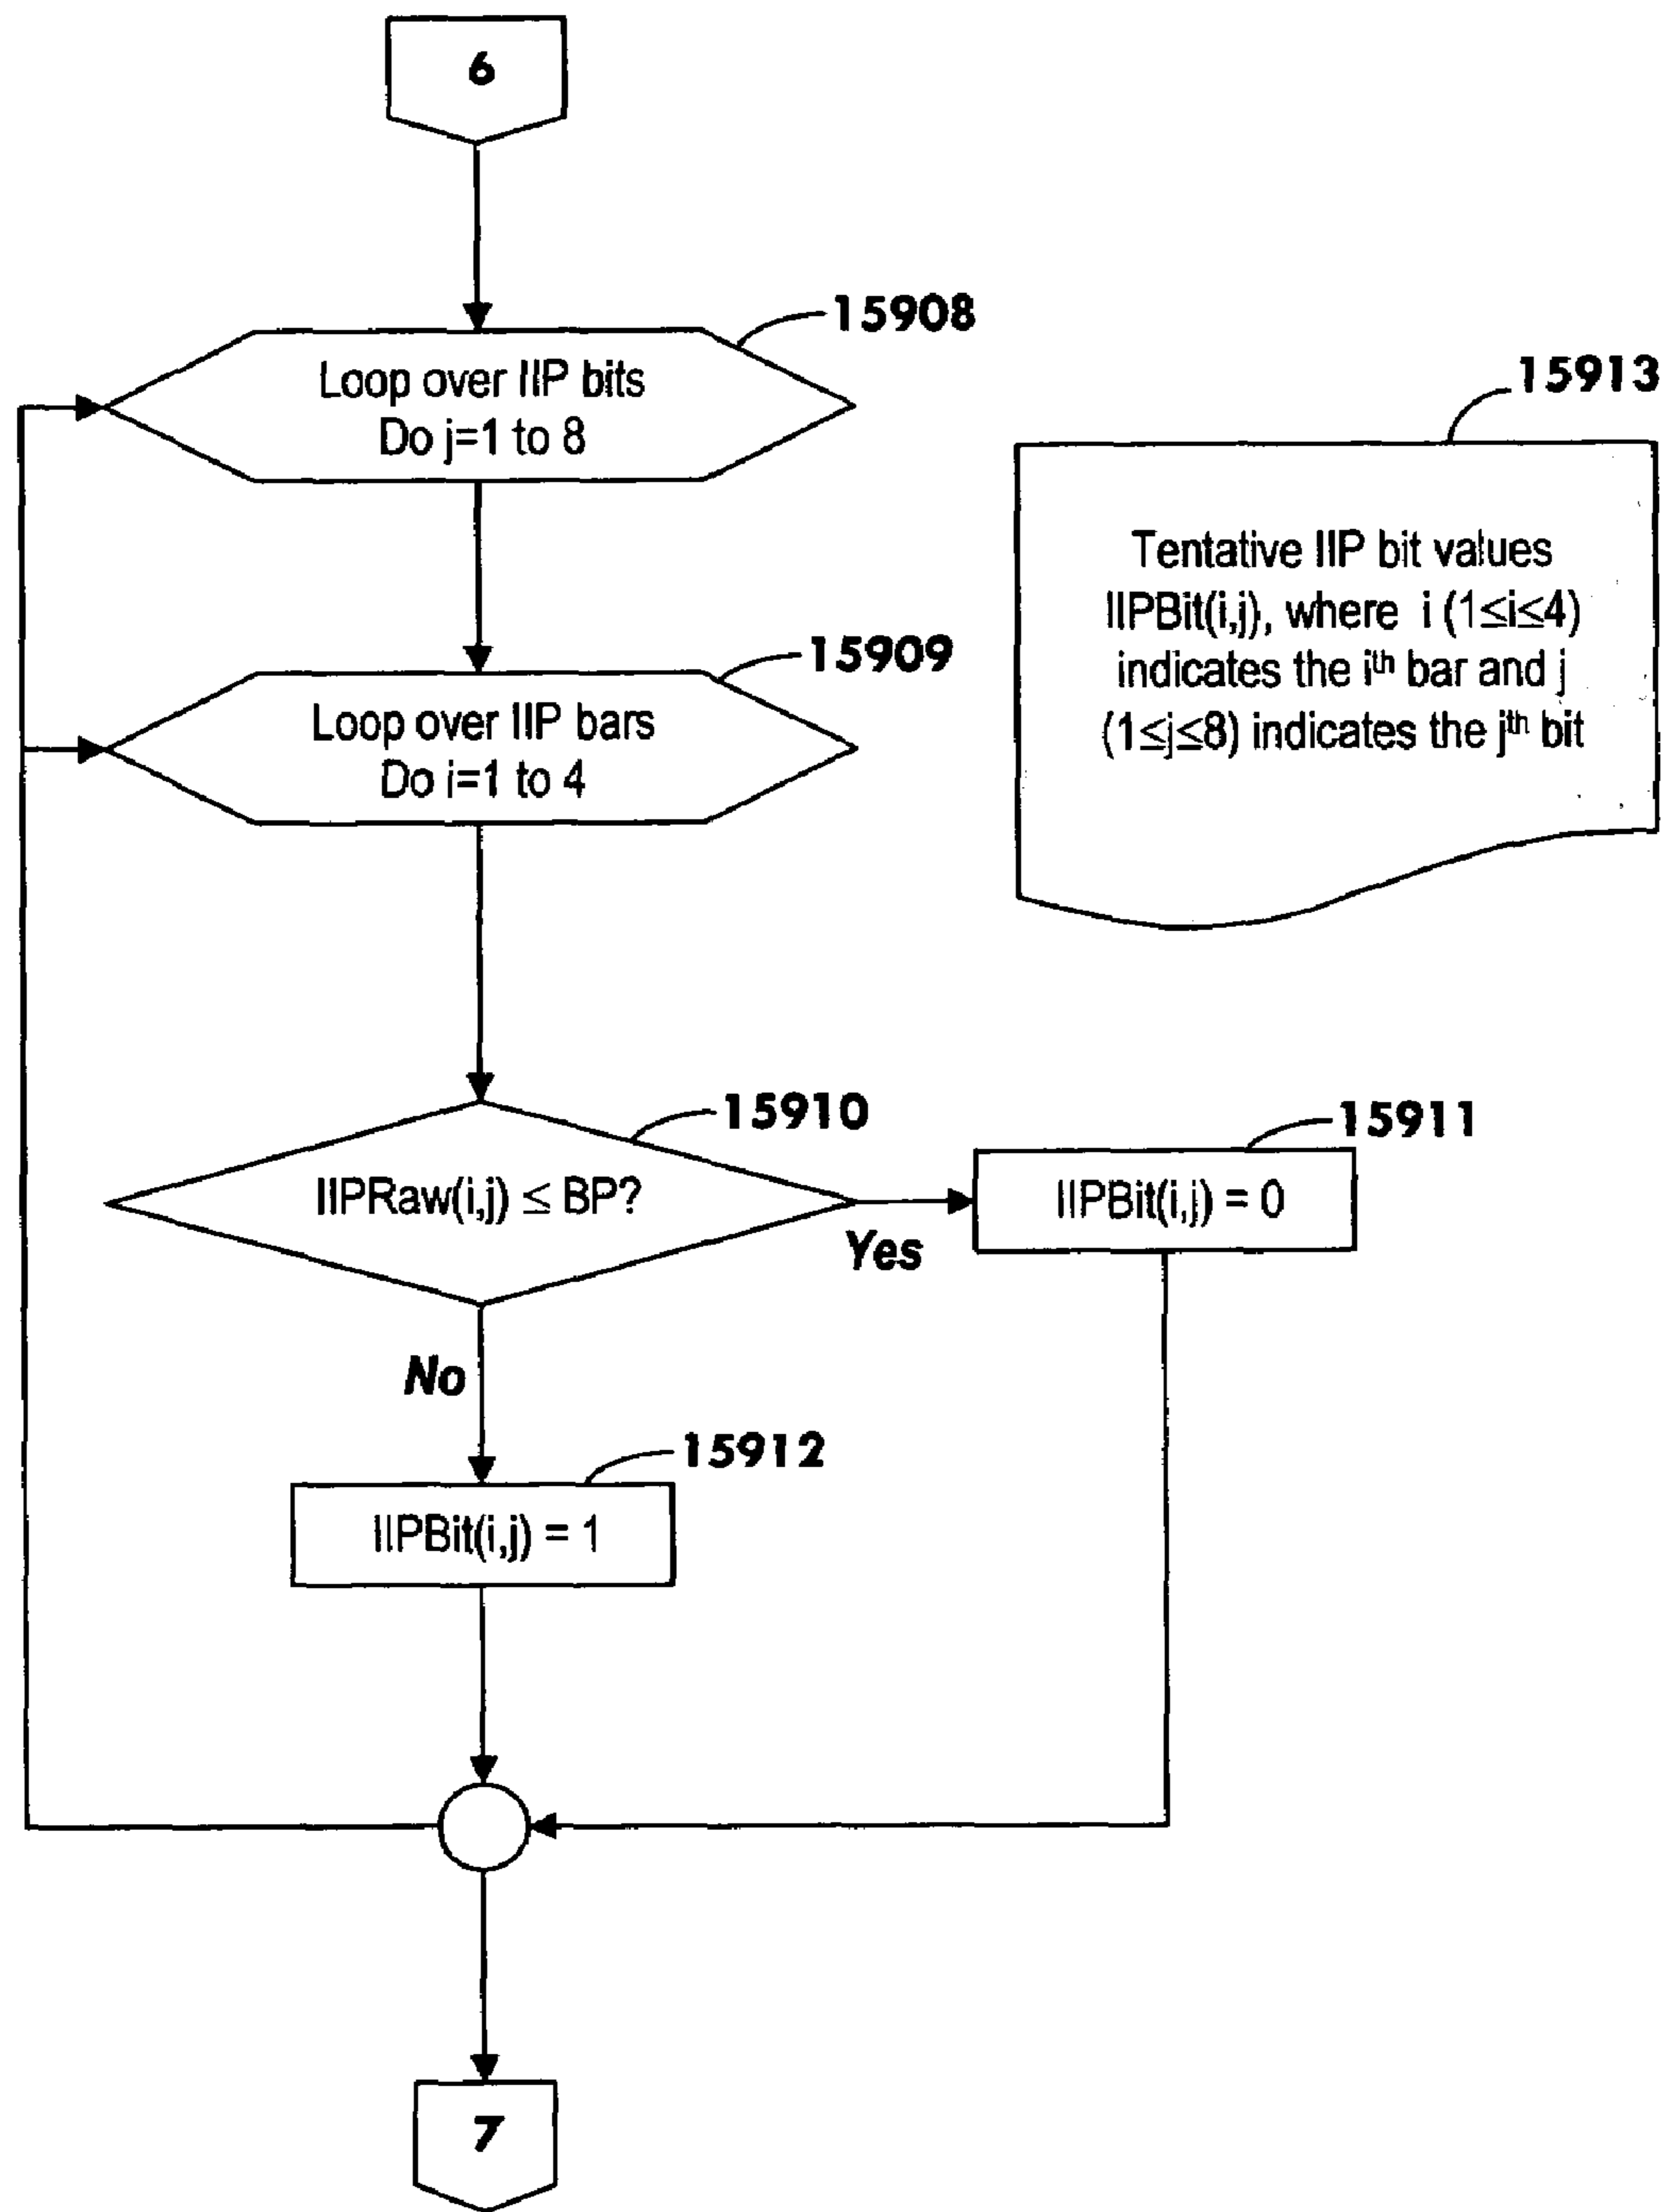 6
15908
Loop over IIP bits
Do j=1 to 8
15913
Tentative IIP bit values
IIPBit(i,j), where i (1≤i≤4)
indicates the iᵗʰ bar and j
(1≤j≤8) indicates the jᵗʰ bit
15909
Loop over IIP bars
Do i=1 to 4
15910
IIPRaw(i,j) ≤ BP?
Yes
15911
IIPBit(i,j) = 0
No
15912
IIPBit(i,j) = 1
7